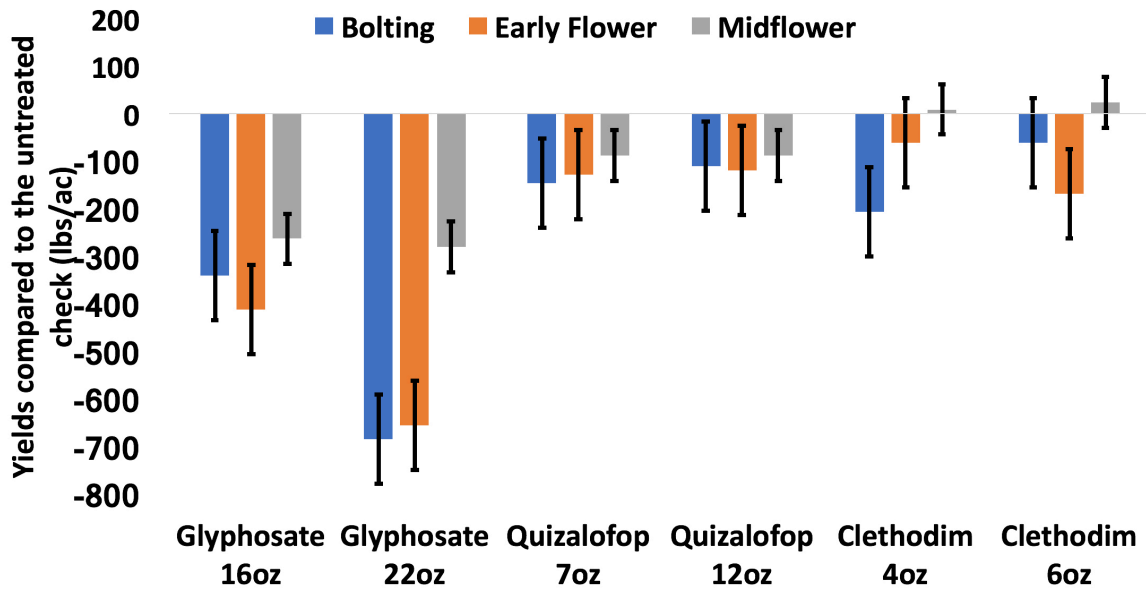 Yields compared to the untreated
check (lbs/ac)
200
100
0
-100
-200
-300
-400
-500
-600
-700
-800
Bolting Early Flower Midflower
Glyphosate Glyphosate Quizalofop Quizalofop Clethodim Clethodim
16oz 22oz 7oz 12oz 4oz 6oz